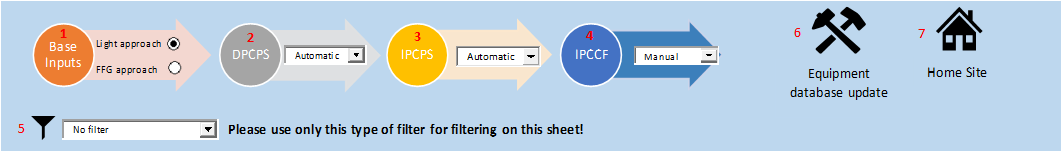 1
Base
Inputs
Light approach
FFG approach
2
DPCPS
Automatic
3
IPCPS
Automatic
4
IPCCF
Manual
6
Equipment
database update
7
Home Site
5
No filter
Please use only this type of filter for filtering on this sheet!